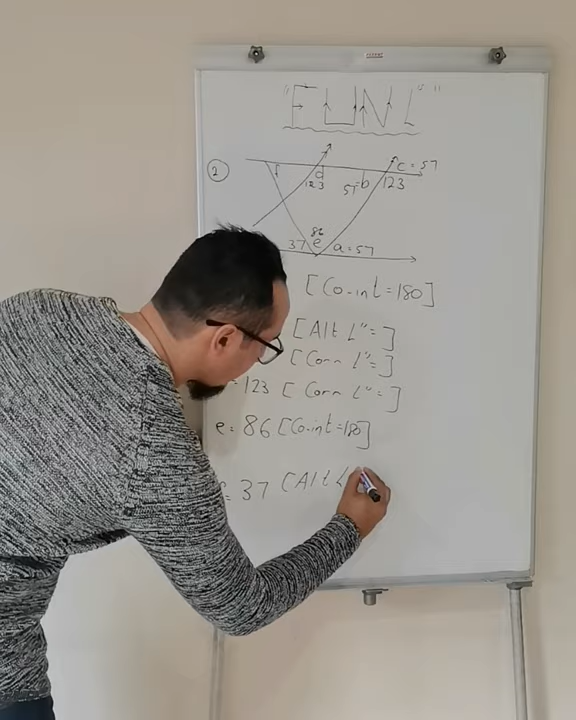 "FUNL"
2
c = 57
f d 123 57 = b 123
86
37 e a = 57
[Co-int = 180]
[Alt L'' = ]
[Corr L'' = ]
= 123 [Corr L'' = ]
e = 86 [Co-int = 180]
= 37 [Alt L